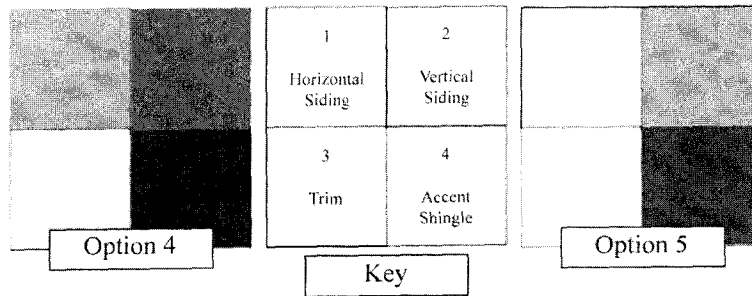 1
Horizontal
Siding
2
Vertical
Siding
3
Trim
4
Accent
Shingle
Option 4
Key
Option 5